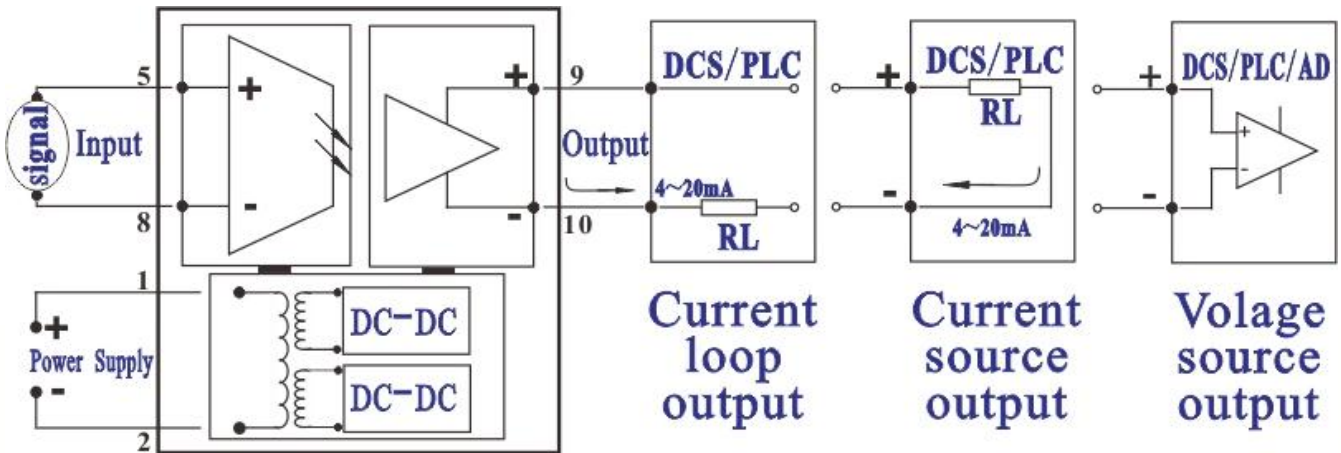 5
+
signal
Input
-
8
1
+
Power Supply
-
2
DC-DC
DC-DC
+
9
Output
-
10
DCS/PLC
4~20mA
RL
Current
loop
output
+
DCS/PLC
RL
-
4~20mA
Current
source
output
+
DCS/PLC/AD
+
-
-
Volage
source
output